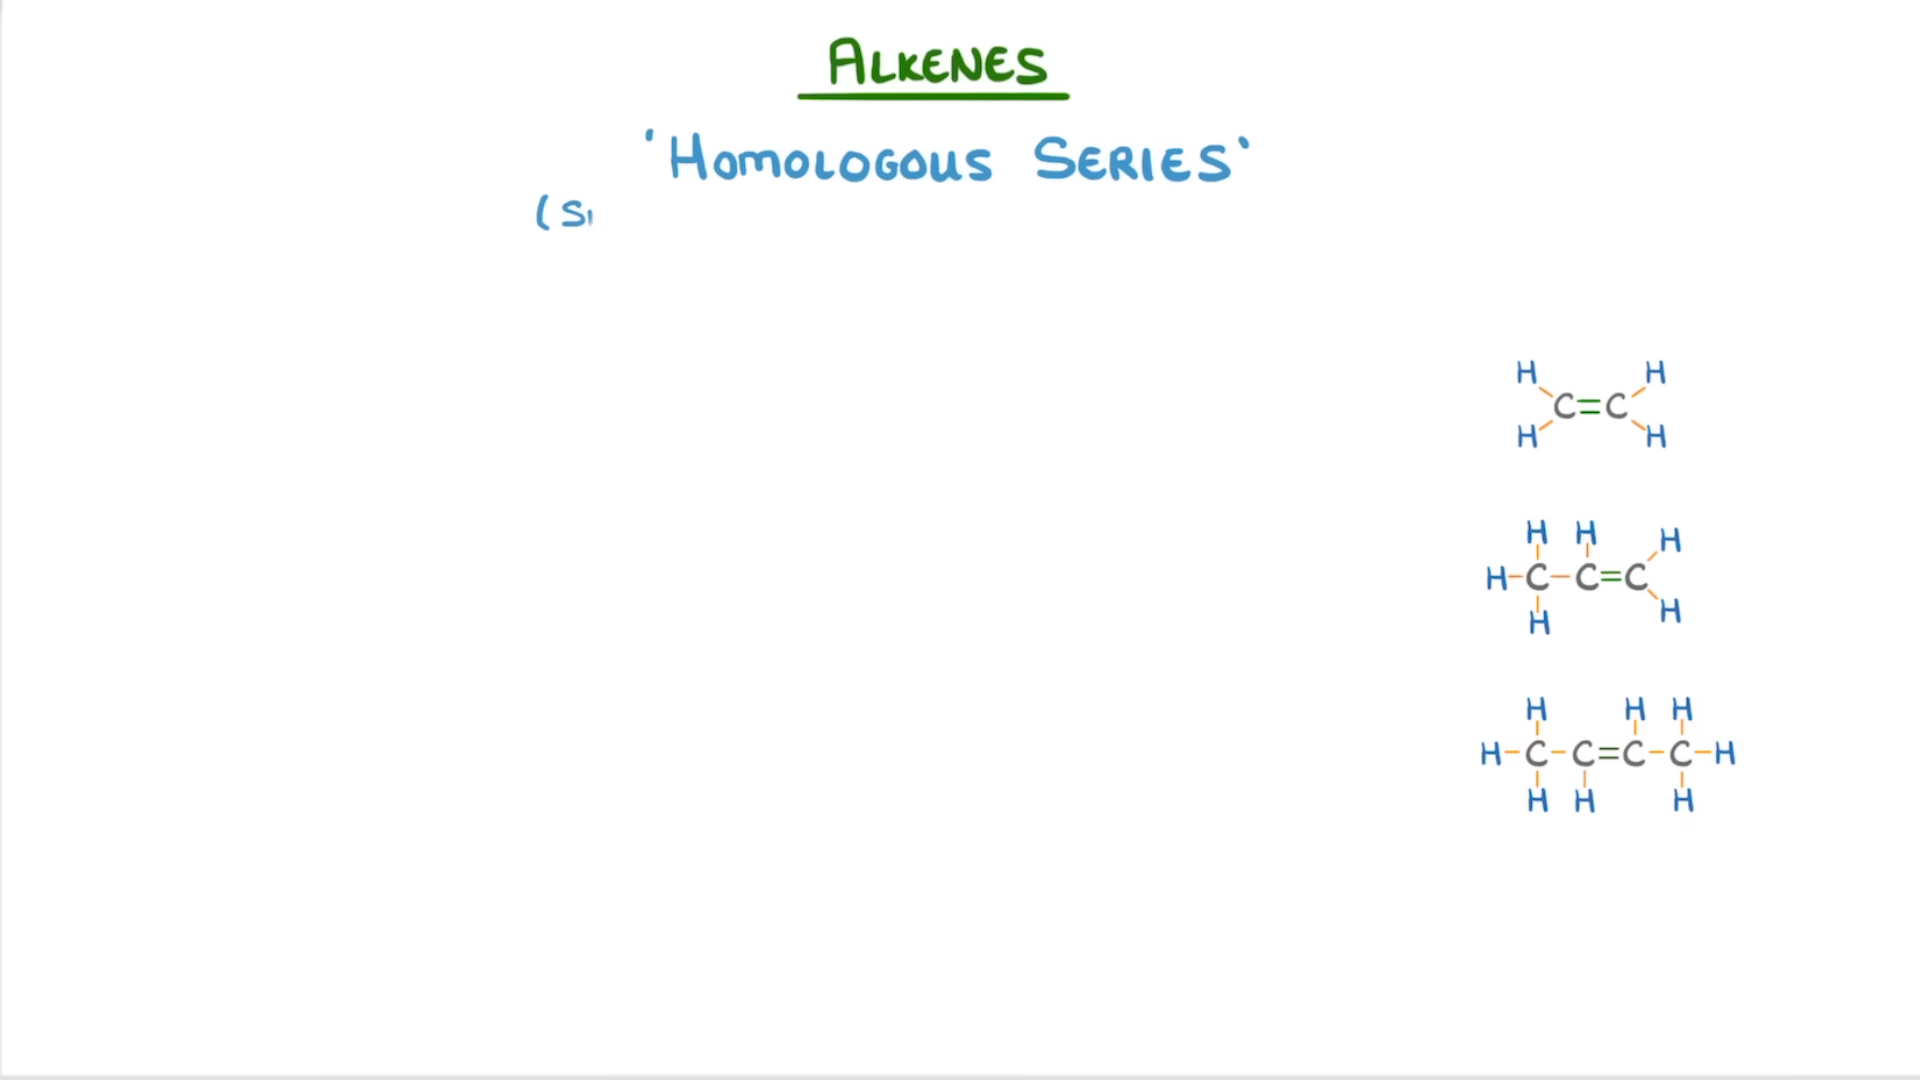 ALKENES
'HOMOLOGOUS SERIES'
H H
C=C
H H
H H H
H-C-C=C
H H
H H H
H-C-C=C-C-H
H H H